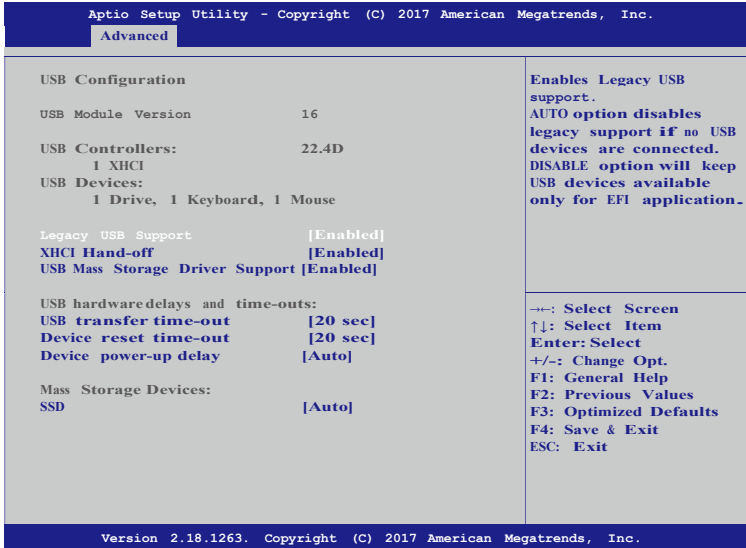 Aptio Setup Utility - Copyright (C) 2017 American Megatrends, Inc.
Advanced
USB Configuration
USB Module Version 16
USB Controllers: 22.4D
1 XHCI
USB Devices:
1 Drive, 1 Keyboard, 1 Mouse
Legacy USB Support [Enabled]
XHCI Hand-off [Enabled]
USB Mass Storage Driver Support [Enabled]
USB hardware delays and time-outs:
USB transfer time-out [20 sec]
Device reset time-out [20 sec]
Device power-up delay [Auto]
Mass Storage Devices:
SSD [Auto]
Enables Legacy USB
support.
AUTO option disables
legacy support if no USB
devices are connected.
DISABLE option will keep
USB devices available
only for EFI application.
→←: Select Screen
↑↓: Select Item
Enter: Select
+/-: Change Opt.
F1: General Help
F2: Previous Values
F3: Optimized Defaults
F4: Save & Exit
ESC: Exit
Version 2.18.1263. Copyright (C) 2017 American Megatrends, Inc.